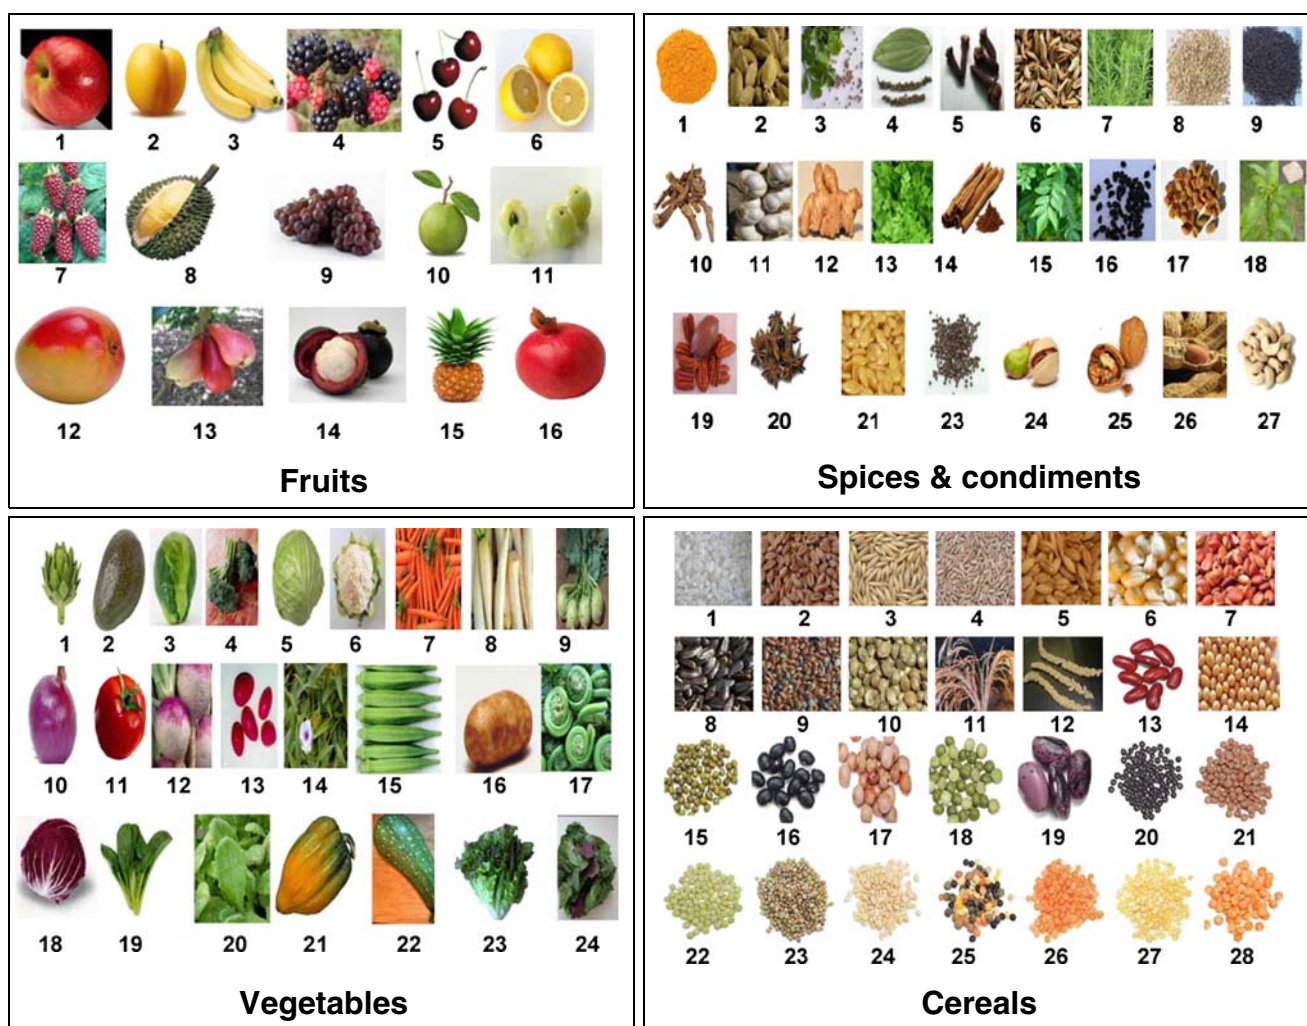 1 2 3 4 5 6
7 8 9 10 11
12 13 14 15 16
Fruits
1 2 3 4 5 6 7 8 9
10 11 12 13 14 15 16 17 18
19 20 21 23 24 25 26 27
Spices & condiments
1 2 3 4 5 6 7 8 9
10 11 12 13 14 15 16 17
18 19 20 21 22 23 24
Vegetables
1 2 3 4 5 6 7
8 9 10 11 12 13 14
15 16 17 18 19 20 21
22 23 24 25 26 27 28
Cereals